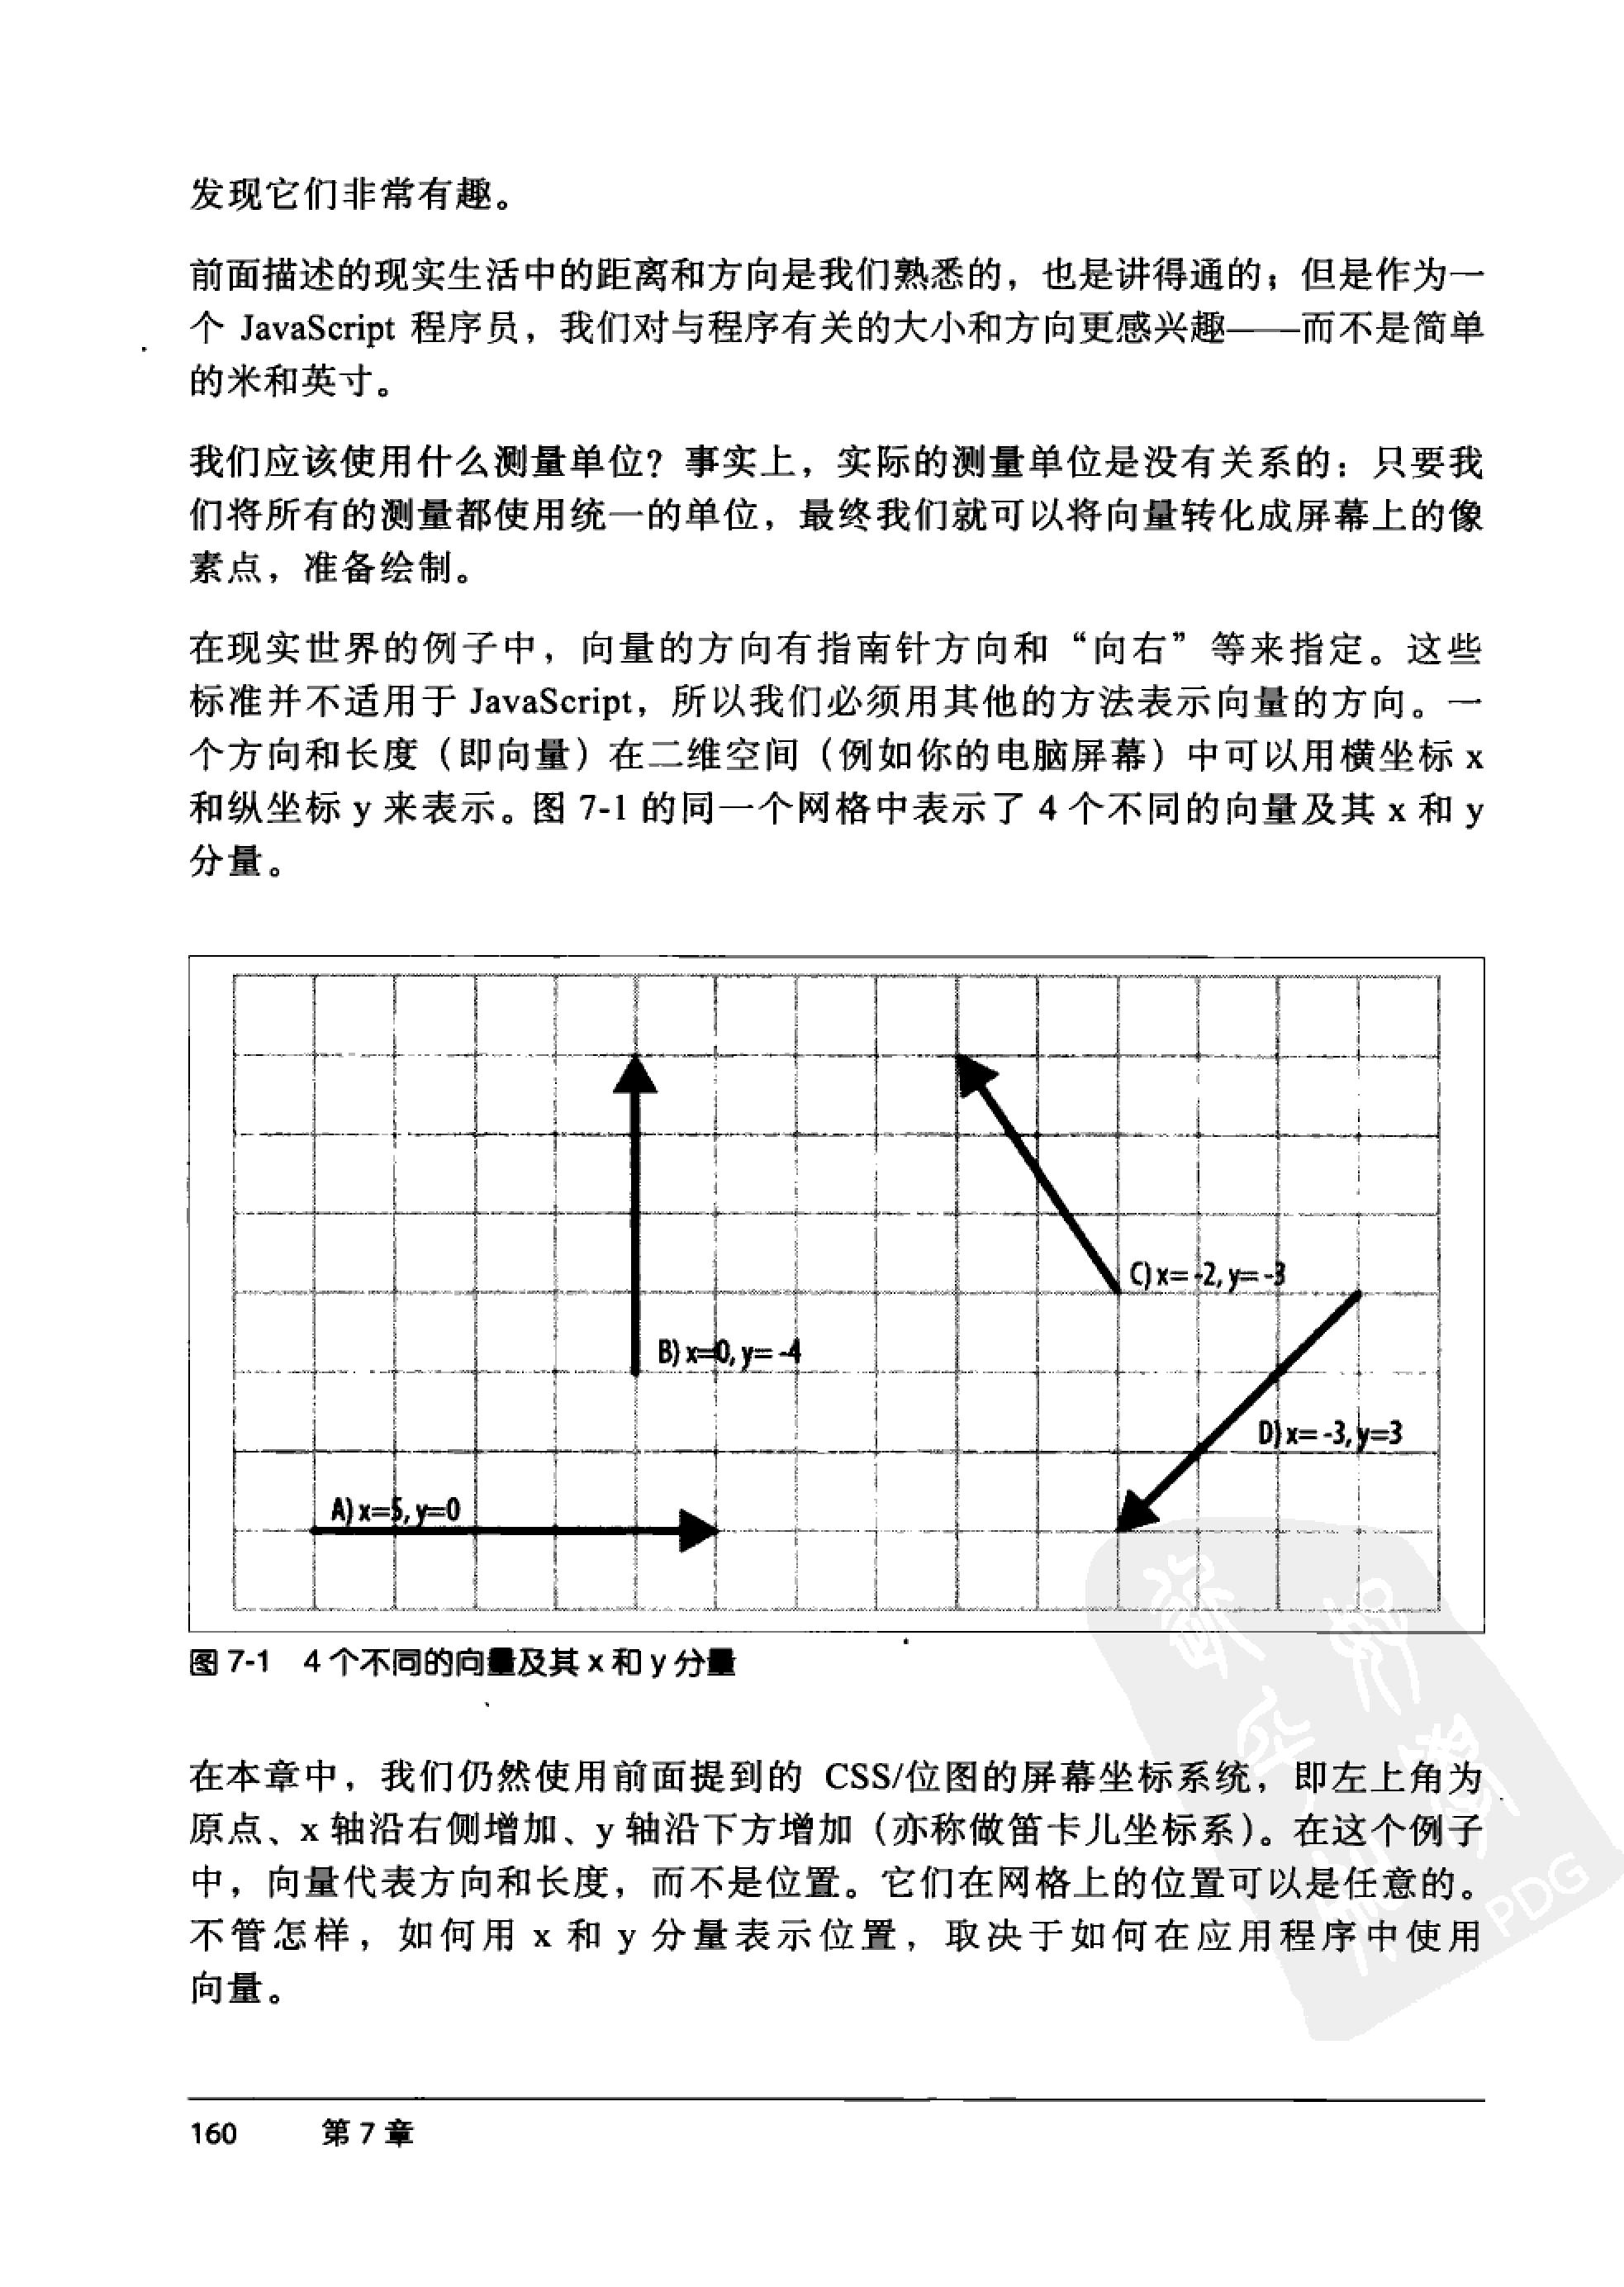 发现它们非常有趣。
前面描述的现实生活中的距离和方向是我们熟悉的，也是讲得通的；但是作为一
个 JavaScript 程序员，我们对与程序有关的大小和方向更感兴趣——而不是简单
的米和英寸。
我们应该使用什么测量单位？事实上，实际的测量单位是没有关系的：只要我
们将所有的测量都使用统一的单位，最终我们就可以将向量转化成屏幕上的像
素点，准备绘制。
在现实世界的例子中，向量的方向有指南针方向和“向右”等来指定。这些
标准并不适用于 JavaScript，所以我们必须用其他的方法表示向量的方向。一
个方向和长度（即向量）在二维空间（例如你的电脑屏幕）中可以用横坐标 x
和纵坐标 y 来表示。图 7-1 的同一个网格中表示了 4 个不同的向量及其 x 和 y
分量。
C) x= -2, y= -3
B) x=0, y= -4
D) x= -3, y=3
A) x=5, y=0
图 7-1 4 个不同的向量及其 x 和 y 分量
在本章中，我们仍然使用前面提到的 CSS/位图的屏幕坐标系统，即左上角为
原点、x 轴沿右侧增加、y 轴沿下方增加（亦称做笛卡儿坐标系）。在这个例子
中，向量代表方向和长度，而不是位置。它们在网格上的位置可以是任意的。
不管怎样，如何用 x 和 y 分量表示位置，取决于如何在应用程序中使用
向量。
PDG
160 第 7 章